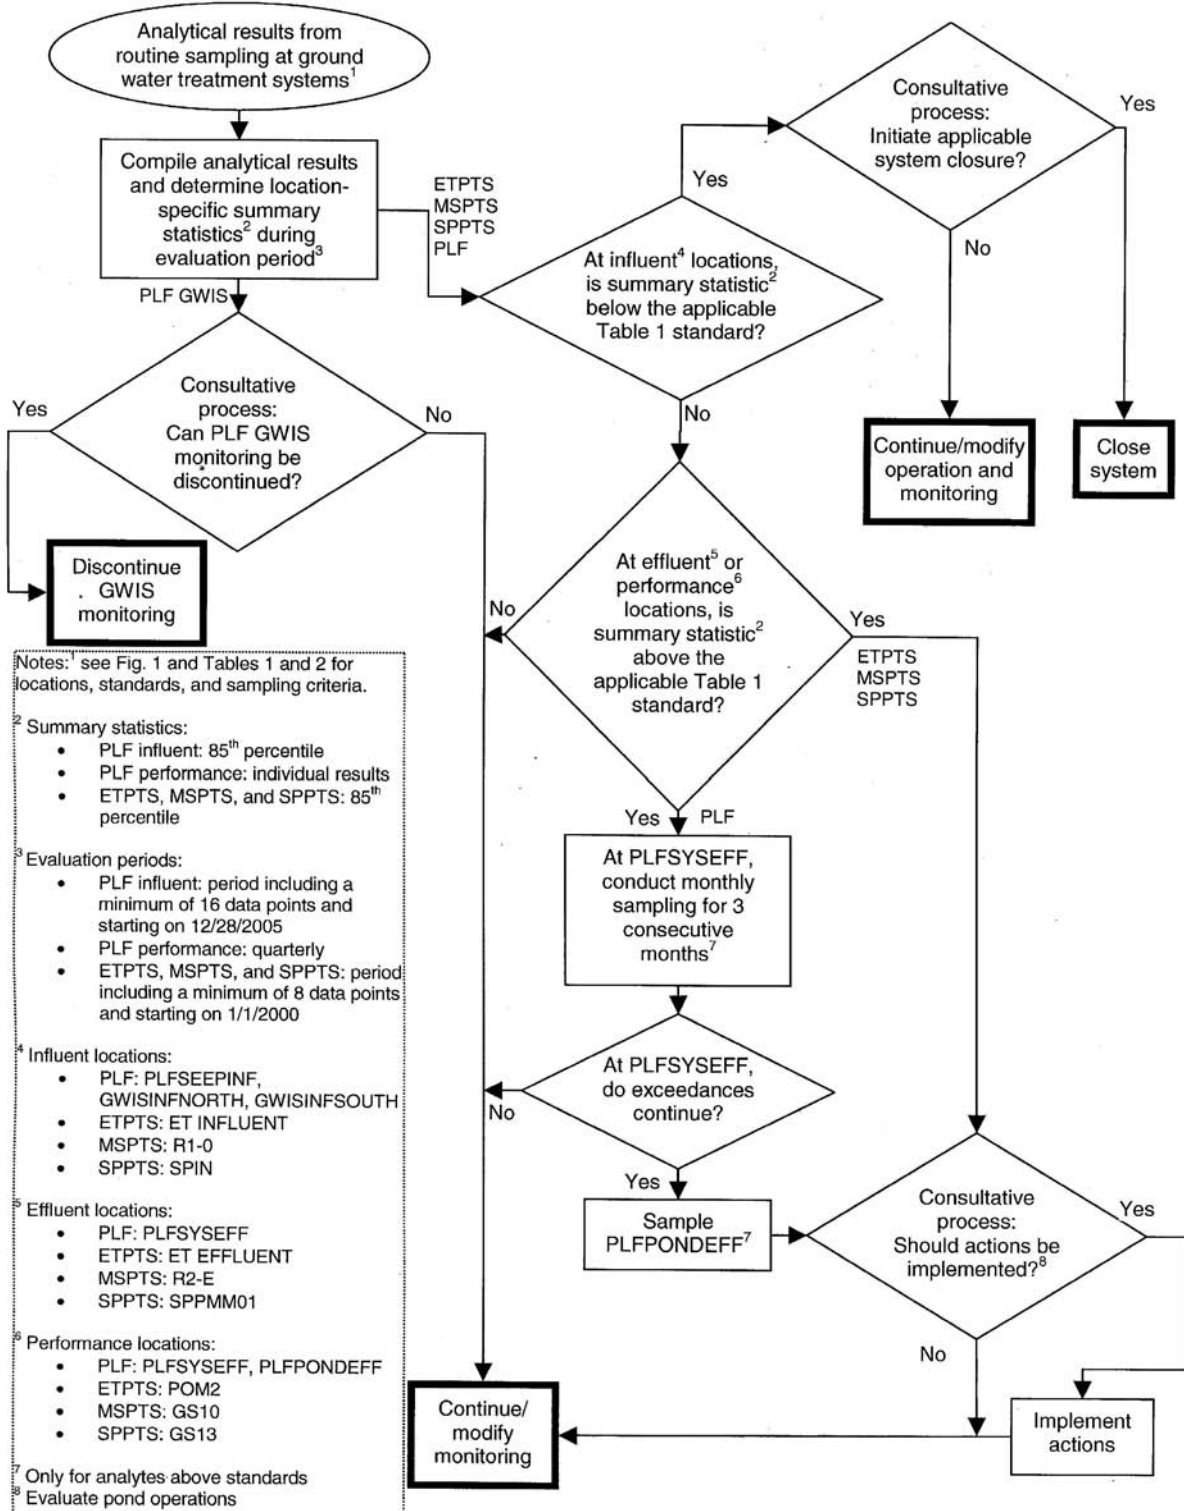 Analytical results from
routine sampling at ground
water treatment systems¹
Compile analytical results
and determine location-
specific summary
statistics² during
evaluation period³
ETPTS
MSPTS
SPPTS
PLF
PLF GWIS
Consultative
process:
Can PLF GWIS
monitoring be
discontinued?
Yes
No
Discontinue
GWIS
monitoring
At influent⁴ locations,
is summary statistic²
below the applicable
Table 1 standard?
Yes
No
Consultative
process:
Initiate applicable
system closure?
Yes
No
Continue/modify
operation and
monitoring
Close
system
At effluent⁵ or
performance⁶
locations, is
summary statistic²
above the
applicable Table 1
standard?
No
Yes
ETPTS
MSPTS
SPPTS
Yes
PLF
At PLFSYSEFF,
conduct monthly
sampling for 3
consecutive
months⁷
At PLFSYSEFF,
do exceedances
continue?
No
Yes
Sample
PLFPONDEFF⁷
Consultative
process:
Should actions be
implemented?⁸
Yes
No
Implement
actions
Continue/
modify
monitoring
Notes:¹ see Fig. 1 and Tables 1 and 2 for
locations, standards, and sampling criteria.
² Summary statistics:
• PLF influent: 85th percentile
• PLF performance: individual results
• ETPTS, MSPTS, and SPPTS: 85th
percentile
³ Evaluation periods:
• PLF influent: period including a
minimum of 16 data points and
starting on 12/28/2005
• PLF performance: quarterly
• ETPTS, MSPTS, and SPPTS: period
including a minimum of 8 data points
and starting on 1/1/2000
⁴ Influent locations:
• PLF: PLFSEEPINF,
GWISINFNORTH, GWISINFSOUTH
• ETPTS: ET INFLUENT
• MSPTS: R1-0
• SPPTS: SPIN
⁵ Effluent locations:
• PLF: PLFSYSEFF
• ETPTS: ET EFFLUENT
• MSPTS: R2-E
• SPPTS: SPPMM01
⁶ Performance locations:
• PLF: PLFSYSEFF, PLFPONDEFF
• ETPTS: POM2
• MSPTS: GS10
• SPPTS: GS13
⁷ Only for analytes above standards
⁸ Evaluate pond operations